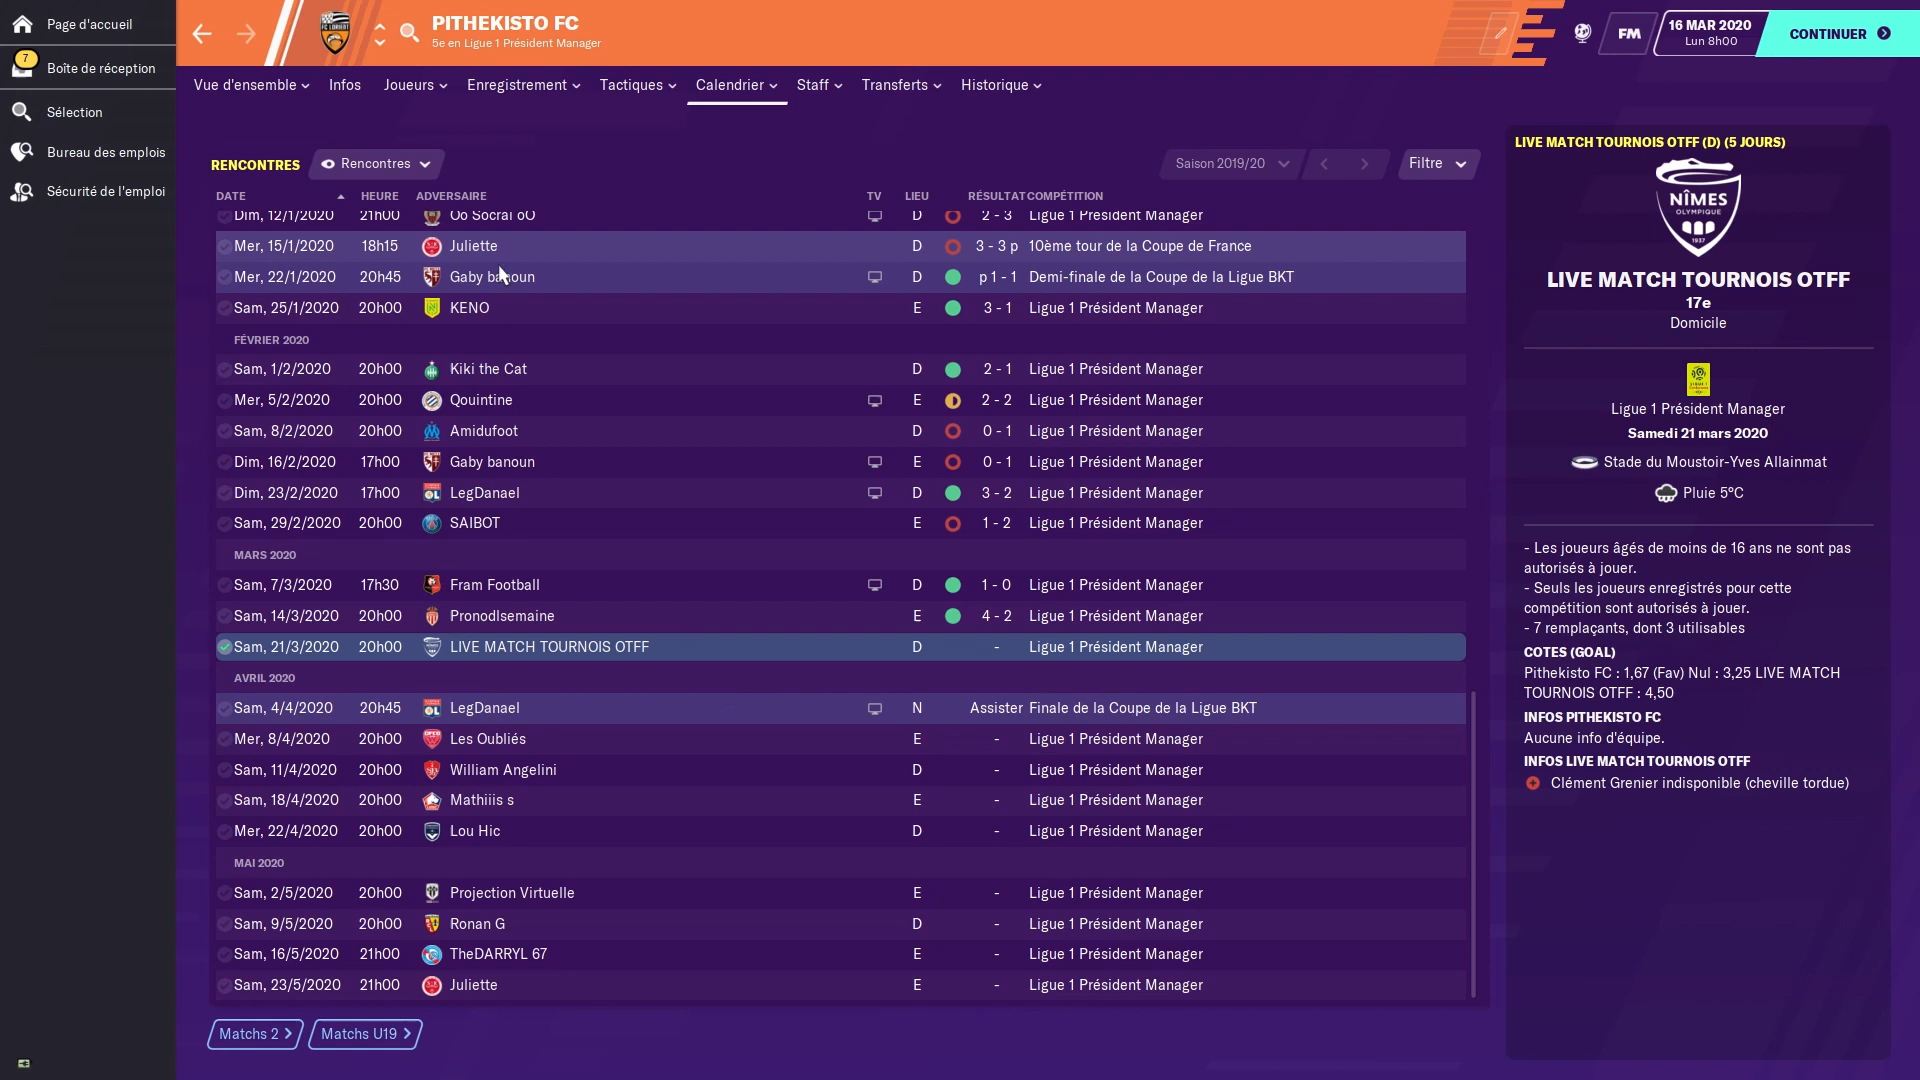 Page d'accueil
7
Boîte de réception
Sélection
Bureau des emplois
Sécurité de l'emploi
FC LORIENT
PITHEKISTO FC
5e en Ligue 1 Président Manager
FM
16 MAR 2020
Lun 8h00
CONTINUER
Vue d'ensemble
Infos
Joueurs
Enregistrement
Tactiques
Calendrier
Staff
Transferts
Historique
RENCONTRES
Rencontres
Saison 2019/20
Filtre
DATE HEURE ADVERSAIRE TV LIEU RÉSULTAT COMPÉTITION
Dim, 12/1/2020 21h00 Oo Socrai oO D 2 - 3 Ligue 1 Président Manager
Mer, 15/1/2020 18h15 Juliette D 3 - 3 p 10ème tour de la Coupe de France
Mer, 22/1/2020 20h45 Gaby banoun D p 1 - 1 Demi-finale de la Coupe de la Ligue BKT
Sam, 25/1/2020 20h00 KENO E 3 - 1 Ligue 1 Président Manager
FÉVRIER 2020
Sam, 1/2/2020 20h00 Kiki the Cat D 2 - 1 Ligue 1 Président Manager
Mer, 5/2/2020 20h00 Qouintine E 2 - 2 Ligue 1 Président Manager
Sam, 8/2/2020 20h00 Amidufoot D 0 - 1 Ligue 1 Président Manager
Dim, 16/2/2020 17h00 Gaby banoun E 0 - 1 Ligue 1 Président Manager
Dim, 23/2/2020 17h00 LegDanael D 3 - 2 Ligue 1 Président Manager
Sam, 29/2/2020 20h00 SAIBOT E 1 - 2 Ligue 1 Président Manager
MARS 2020
Sam, 7/3/2020 17h30 Fram Football D 1 - 0 Ligue 1 Président Manager
Sam, 14/3/2020 20h00 Pronodlsemaine E 4 - 2 Ligue 1 Président Manager
Sam, 21/3/2020 20h00 LIVE MATCH TOURNOIS OTFF D - Ligue 1 Président Manager
AVRIL 2020
Sam, 4/4/2020 20h45 LegDanael N Assister Finale de la Coupe de la Ligue BKT
Mer, 8/4/2020 20h00 Les Oubliés E - Ligue 1 Président Manager
Sam, 11/4/2020 20h00 William Angelini D - Ligue 1 Président Manager
Sam, 18/4/2020 20h00 Mathiiis s E - Ligue 1 Président Manager
Mer, 22/4/2020 20h00 Lou Hic D - Ligue 1 Président Manager
MAI 2020
Sam, 2/5/2020 20h00 Projection Virtuelle E - Ligue 1 Président Manager
Sam, 9/5/2020 20h00 Ronan G D - Ligue 1 Président Manager
Sam, 16/5/2020 21h00 TheDARRYL 67 E - Ligue 1 Président Manager
Sam, 23/5/2020 21h00 Juliette E - Ligue 1 Président Manager
Matchs 2
Matchs U19
LIVE MATCH TOURNOIS OTFF (D) (5 JOURS)
NÎMES
OLYMPIQUE
1937
LIVE MATCH TOURNOIS OTFF
17e
Domicile
Ligue 1 Président Manager
Samedi 21 mars 2020
Stade du Moustoir-Yves Allainmat
Pluie 5°C
- Les joueurs âgés de moins de 16 ans ne sont pas
autorisés à jouer.
- Seuls les joueurs enregistrés pour cette
compétition sont autorisés à jouer.
- 7 remplaçants, dont 3 utilisables
COTES (GOAL)
Pithekisto FC : 1,67 (Fav) Nul : 3,25 LIVE MATCH
TOURNOIS OTFF : 4,50
INFOS PITHEKISTO FC
Aucune info d'équipe.
INFOS LIVE MATCH TOURNOIS OTFF
Clément Grenier indisponible (cheville tordue)